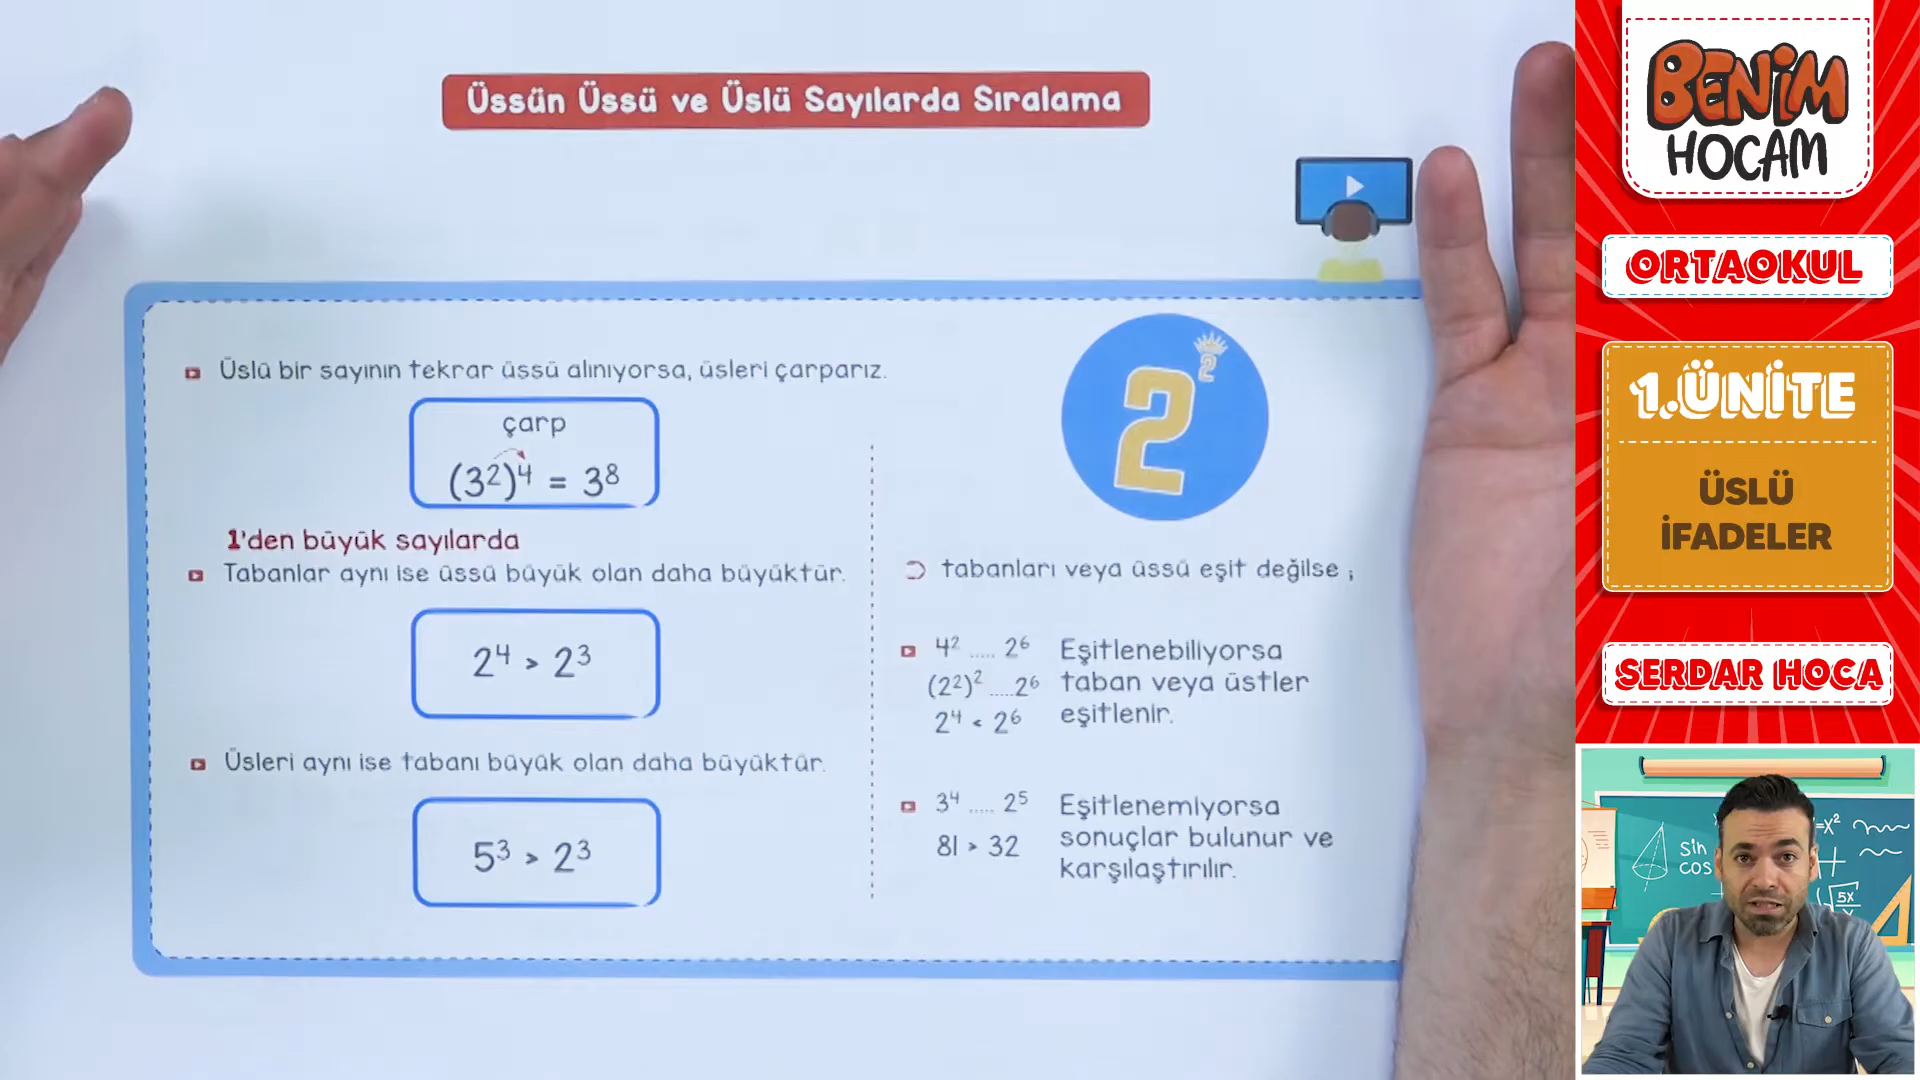 Üssün Üssü ve Üslü Sayılarda Sıralama
Üslü bir sayının tekrar üssü alınıyorsa, üsleri çarparız.
çarp
(3²)⁴ = 3⁸
1'den büyük sayılarda
Tabanlar aynı ise üssü büyük olan daha büyüktür.
2⁴ > 2³
Üsleri aynı ise tabanı büyük olan daha büyüktür.
5³ > 2³
2²
tabanları veya üssü eşit değilse ;
4² ..... 2⁶ Eşitlenebiliyorsa
(2²)² ....2⁶ taban veya üstler
2⁴ < 2⁶ eşitlenir.
3⁴ ..... 2⁵ Eşitlenemiyorsa
81 > 32 sonuçlar bulunur ve
karşılaştırılır.
BENİM
HOCAM
ORTAOKUL
1.ÜNİTE
ÜSLÜ
İFADELER
SERDAR HOCA
sin
cos
=x²
5x